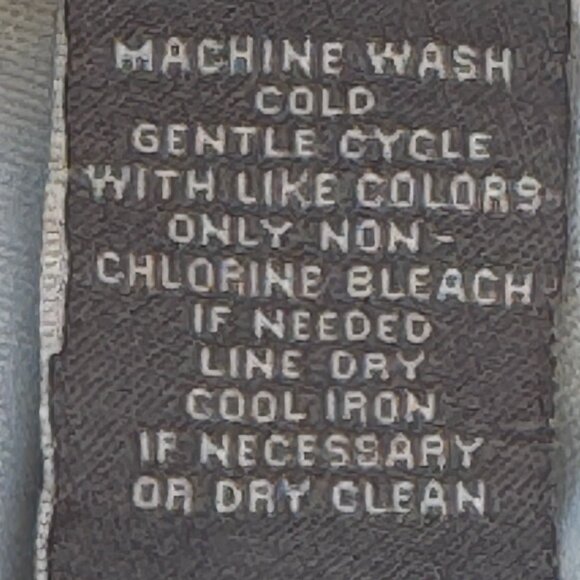 MACHINE WASH
COLD
GENTLE CYCLE
WITH LIKE COLORS
ONLY NON-
CHLORINE BLEACH
IF NEEDED
LINE DRY
COOL IRON
IF NECESSARY
OR DRY CLEAN